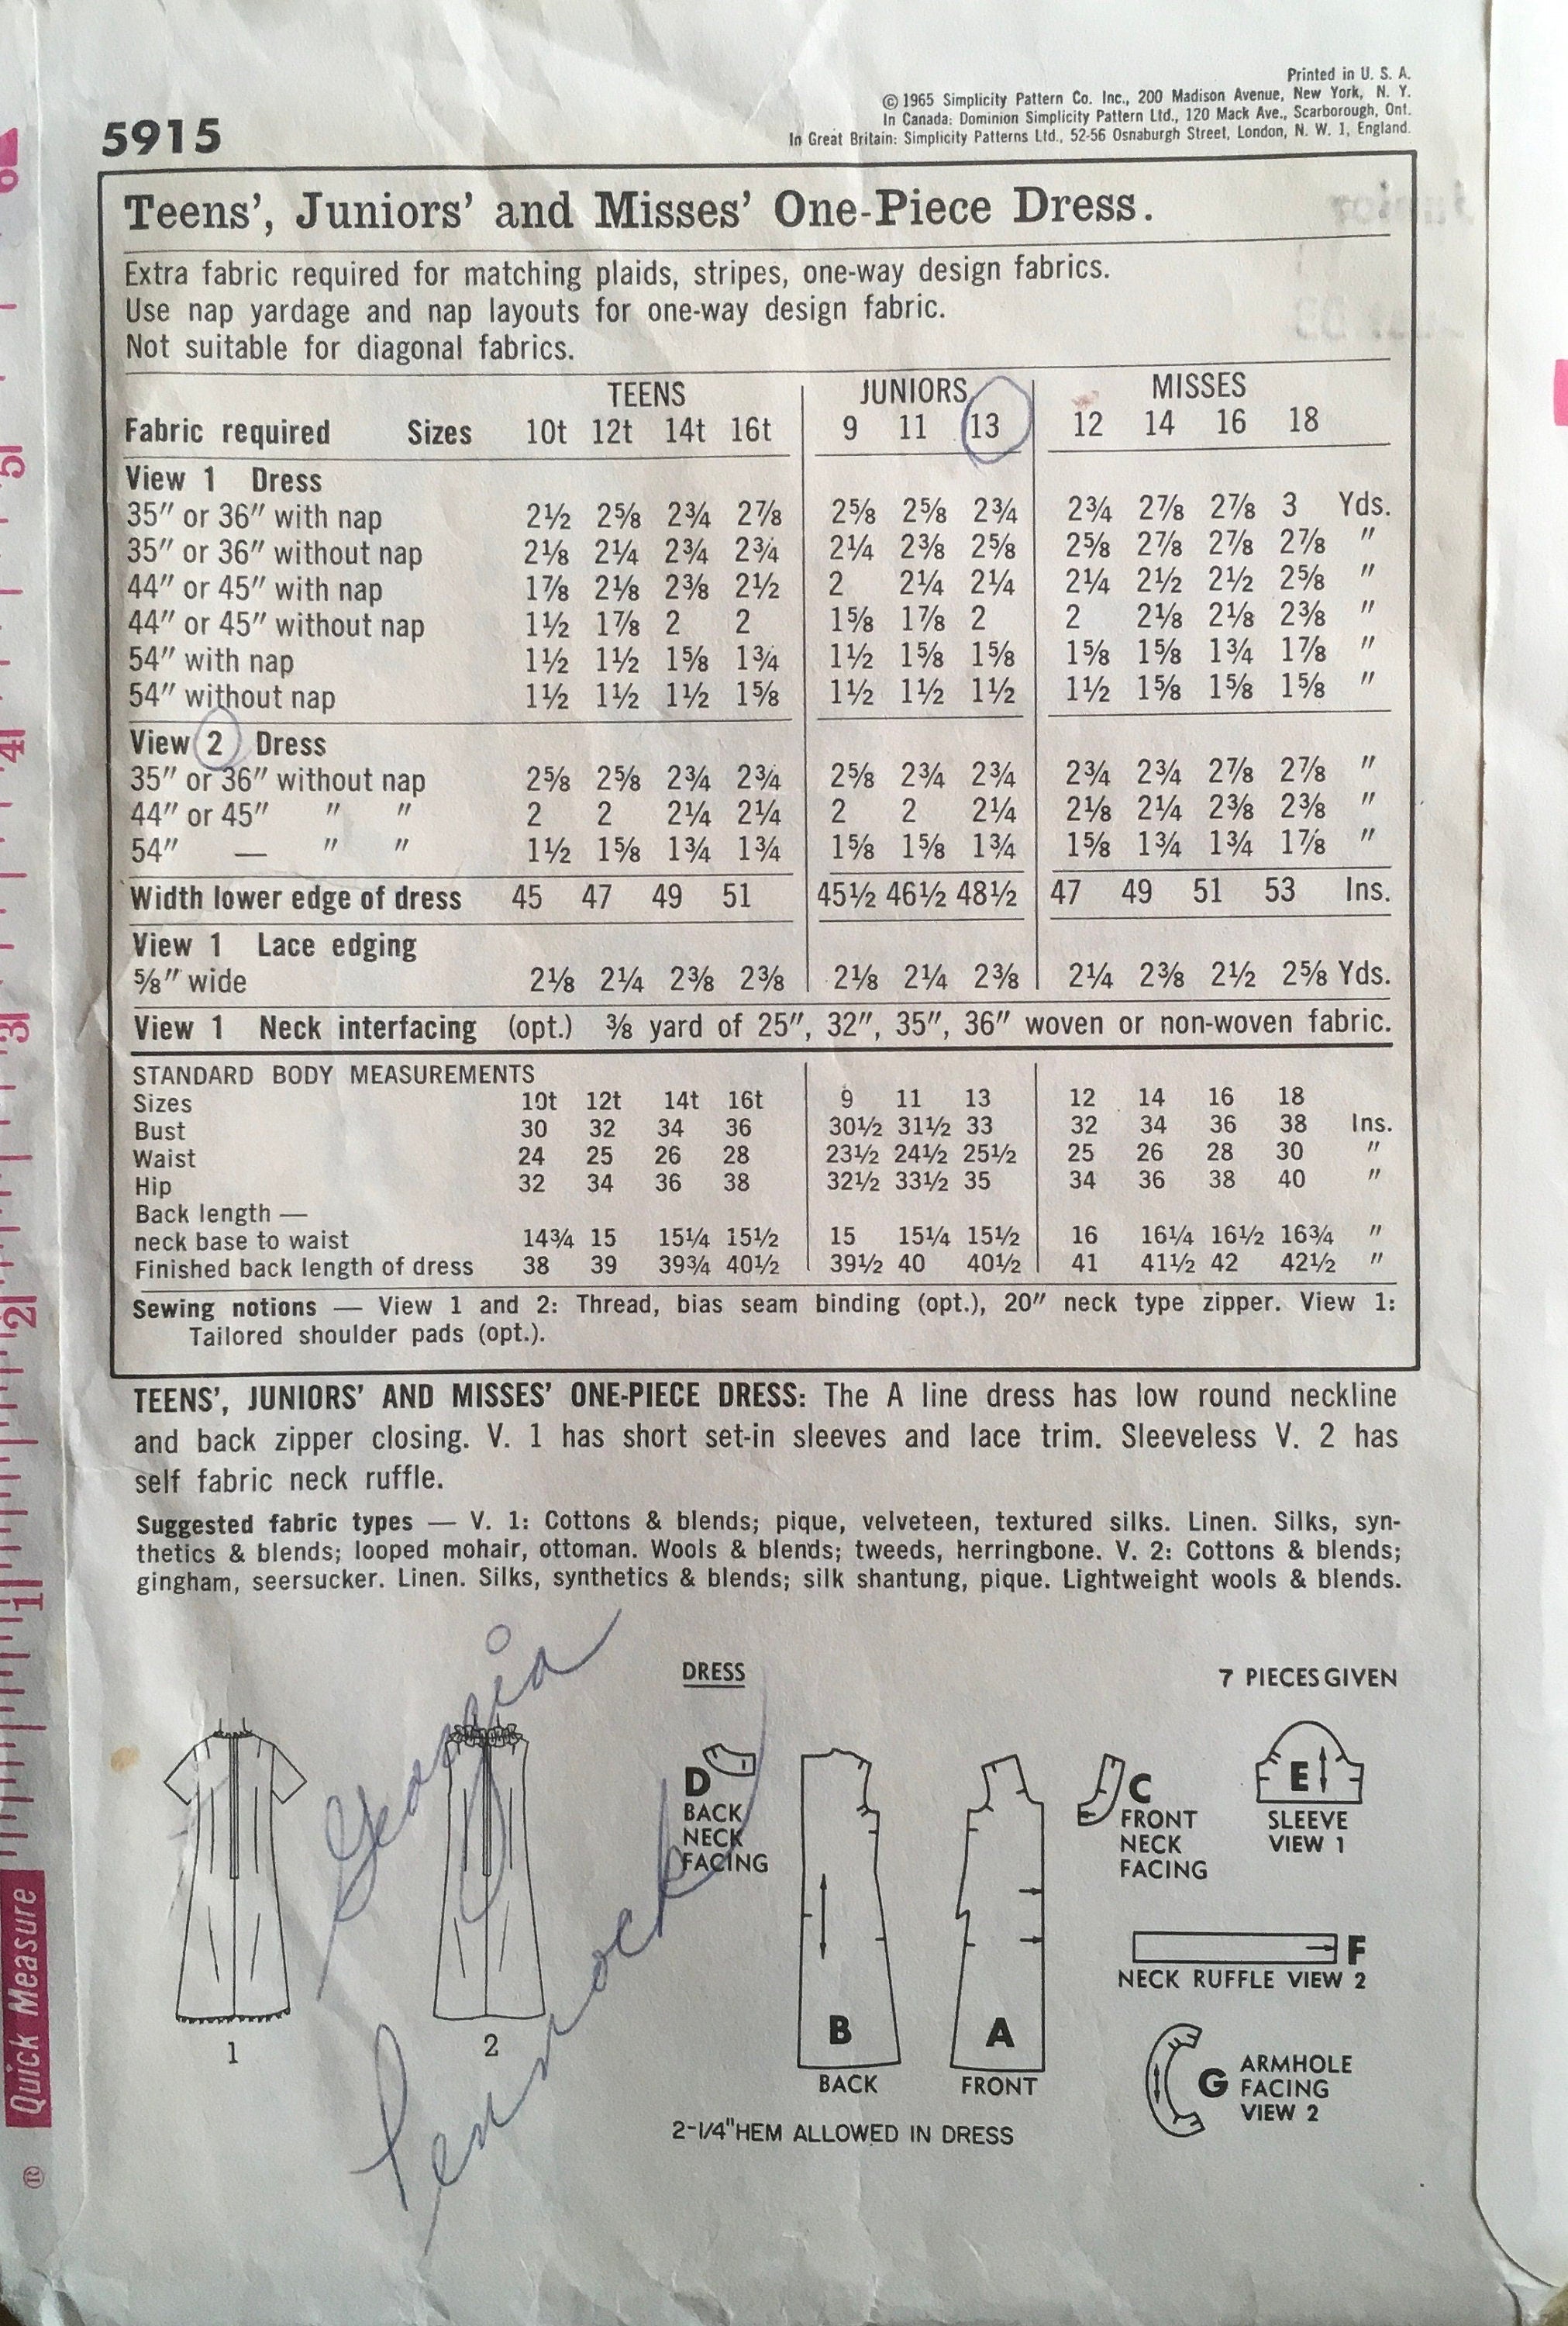 Printed in U. S. A.
© 1965 Simplicity Pattern Co. Inc., 200 Madison Avenue, New York, N. Y.
In Canada: Dominion Simplicity Pattern Ltd., 120 Mack Ave., Scarborough, Ont.
In Great Britain: Simplicity Patterns Ltd., 52-56 Osnaburgh Street, London, N. W. 1, England.
5915
Teens’, Juniors’ and Misses’ One-Piece Dress.
Extra fabric required for matching plaids, stripes, one-way design fabrics.
Use nap yardage and nap layouts for one-way design fabric.
Not suitable for diagonal fabrics.
TEENS JUNIORS MISSES
Fabric required Sizes 10t 12t 14t 16t 9 11 13 12 14 16 18
View 1 Dress
35″ or 36″ with nap 2½ 2⅝ 2¾ 2⅞ 2⅝ 2⅝ 2¾ 2¾ 2⅞ 2⅞ 3 Yds.
35″ or 36″ without nap 2⅛ 2¼ 2¾ 2¾ 2¼ 2⅜ 2⅝ 2⅝ 2⅞ 2⅞ 2⅞ ″
44″ or 45″ with nap 1⅞ 2⅛ 2⅜ 2½ 2 2¼ 2¼ 2¼ 2½ 2½ 2⅝ ″
44″ or 45″ without nap 1½ 1⅞ 2 2 1⅝ 1⅞ 2 2 2⅛ 2⅛ 2⅜ ″
54″ with nap 1½ 1½ 1⅝ 1¾ 1½ 1⅝ 1⅝ 1⅝ 1⅝ 1¾ 1⅞ ″
54″ without nap 1½ 1½ 1½ 1⅝ 1½ 1½ 1½ 1½ 1⅝ 1⅝ 1⅝ ″
View 2 Dress
35″ or 36″ without nap 2⅝ 2⅝ 2¾ 2¾ 2⅝ 2¾ 2¾ 2¾ 2¾ 2⅞ 2⅞ ″
44″ or 45″ ″ ″ 2 2 2¼ 2¼ 2 2 2¼ 2⅛ 2¼ 2⅜ 2⅜ ″
54″ — ″ ″ 1½ 1⅝ 1¾ 1¾ 1⅝ 1⅝ 1¾ 1⅝ 1¾ 1¾ 1⅞ ″
Width lower edge of dress 45 47 49 51 45½ 46½ 48½ 47 49 51 53 Ins.
View 1 Lace edging
⅝″ wide 2⅛ 2¼ 2⅜ 2⅜ 2⅛ 2¼ 2⅜ 2¼ 2⅜ 2½ 2⅝ Yds.
View 1 Neck interfacing (opt.) ⅜ yard of 25″, 32″, 35″, 36″ woven or non-woven fabric.
STANDARD BODY MEASUREMENTS
Sizes 10t 12t 14t 16t 9 11 13 12 14 16 18
Bust 30 32 34 36 30½ 31½ 33 32 34 36 38 Ins.
Waist 24 25 26 28 23½ 24½ 25½ 25 26 28 30 ″
Hip 32 34 36 38 32½ 33½ 35 34 36 38 40 ″
Back length —
neck base to waist 14¾ 15 15¼ 15½ 15 15¼ 15½ 16 16¼ 16½ 16¾ ″
Finished back length of dress 38 39 39¾ 40½ 39½ 40 40½ 41 41½ 42 42½ ″
Sewing notions — View 1 and 2: Thread, bias seam binding (opt.), 20″ neck type zipper. View 1:
Tailored shoulder pads (opt.).
TEENS’, JUNIORS’ AND MISSES’ ONE-PIECE DRESS: The A line dress has low round neckline
and back zipper closing. V. 1 has short set-in sleeves and lace trim. Sleeveless V. 2 has
self fabric neck ruffle.
Suggested fabric types — V. 1: Cottons & blends; pique, velveteen, textured silks. Linen. Silks, syn-
thetics & blends; looped mohair, ottoman. Wools & blends; tweeds, herringbone. V. 2: Cottons & blends;
gingham, seersucker. Linen. Silks, synthetics & blends; silk shantung, pique. Lightweight wools & blends.
DRESS 7 PIECES GIVEN
Georgia
Pennock
1
2
D
BACK
NECK
FACING
B
BACK
A
FRONT
C
FRONT
NECK
FACING
E
SLEEVE
VIEW 1
F
NECK RUFFLE VIEW 2
G
ARMHOLE
FACING
VIEW 2
2-1/4"HEM ALLOWED IN DRESS
6
5
4
3
2
1
Quick Measure
®